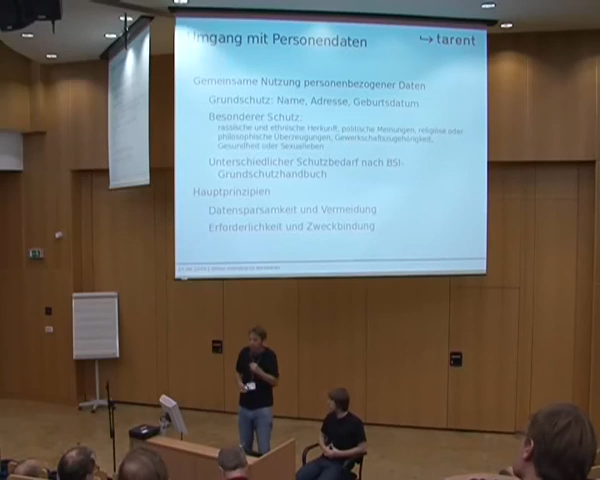 Umgang mit Personendaten
tarent
Gemeinsame Nutzung personenbezogener Daten
Grundschutz: Name, Adresse, Geburtsdatum
Besonderer Schutz:
rassische und ethnische Herkunft, politische Meinungen, religiöse oder
philosophische Überzeugungen, Gewerkschaftszugehörigkeit,
Gesundheit oder Sexualleben
Unterschiedlicher Schutzbedarf nach BSI-
Grundschutzhandbuch
Hauptprinzipien
Datensparsamkeit und Vermeidung
Erforderlichkeit und Zweckbindung